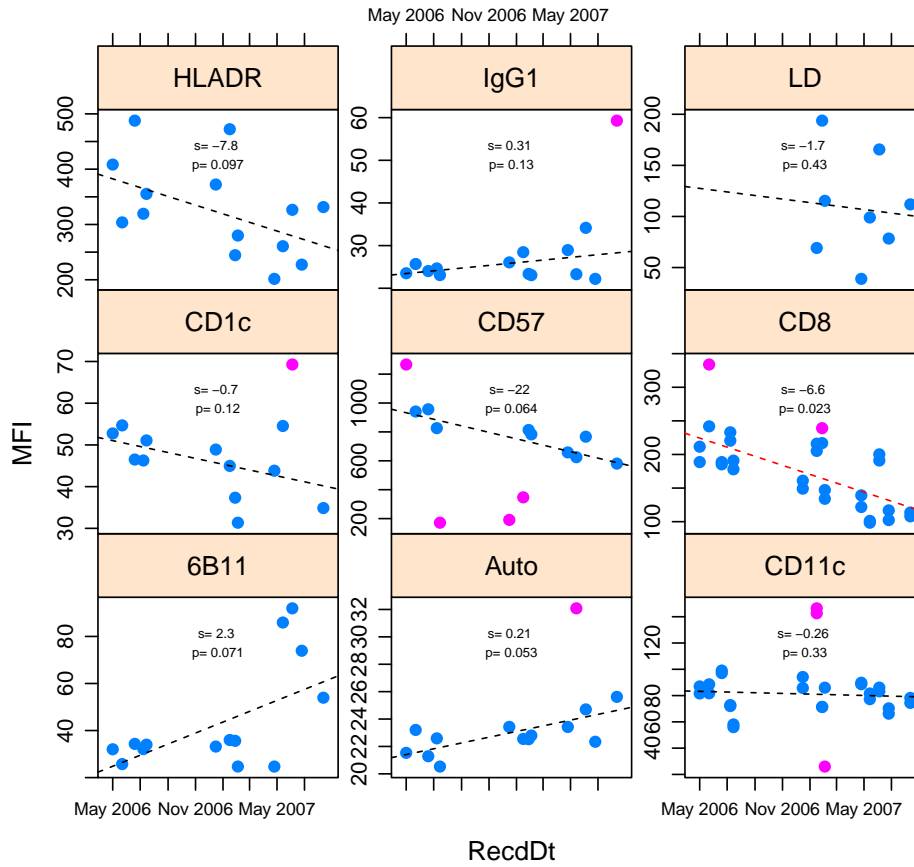 May 2006 Nov 2006 May 2007
HLADR
IgG1
LD
500
400
300
200
s= −7.8
p= 0.097
60
50
40
30
s= 0.31
p= 0.13
200
150
100
50
s= −1.7
p= 0.43
CD1c
CD57
CD8
MFI
70
60
50
40
30
s= −0.7
p= 0.12
1000
600
200
s= −22
p= 0.064
300
200
100
s= −6.6
p= 0.023
6B11
Auto
CD11c
80
60
40
s= 2.3
p= 0.071
32
30
28
26
24
22
20
s= 0.21
p= 0.053
120
80
60
40
s= −0.26
p= 0.33
May 2006 Nov 2006 May 2007
May 2006 Nov 2006 May 2007
RecdDt